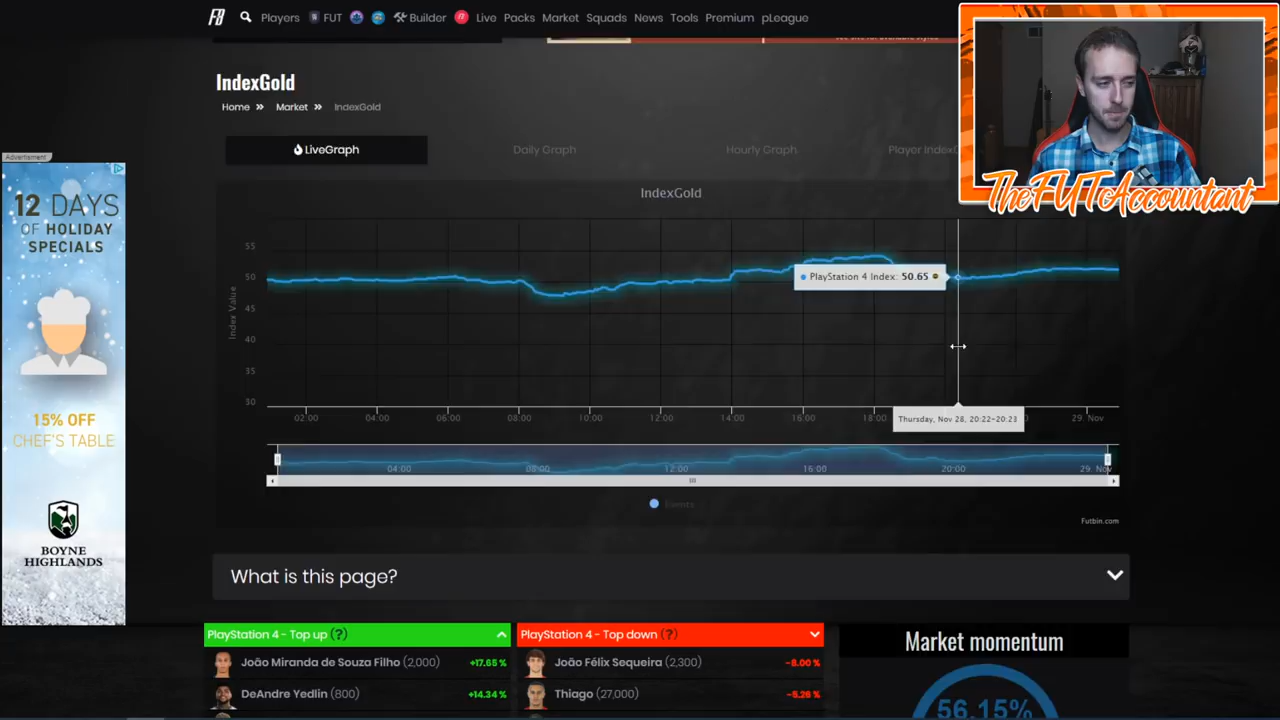 F8 Players FUT Builder Live Packs Market Squads News Tools Premium pLeague
IndexGold
Home » Market » IndexGold
LiveGraph Daily Graph Hourly Graph Player Index
IndexGold
Advertisement
12 DAYS
OF HOLIDAY
SPECIALS
15% OFF
CHEF'S TABLE
BOYNE
HIGHLANDS
TheFUTAccountant
Index Value
55
50
45
40
35
30
PlayStation 4 Index: 50.65
02:00 04:00 06:00 08:00 10:00 12:00 14:00 16:00 18:00 29. Nov
Thursday, Nov 28, 20:22-20:23
04:00 08:00 12:00 16:00 20:00 29. Nov
Events
Futbin.com
What is this page?
PlayStation 4 - Top up (?)
João Miranda de Souza Filho (2,000) +17.65 %
DeAndre Yedlin (800) +14.34 %
PlayStation 4 - Top down (?)
João Félix Sequeira (2,300) -8.00 %
Thiago (27,000) -5.26 %
Market momentum
56.15%